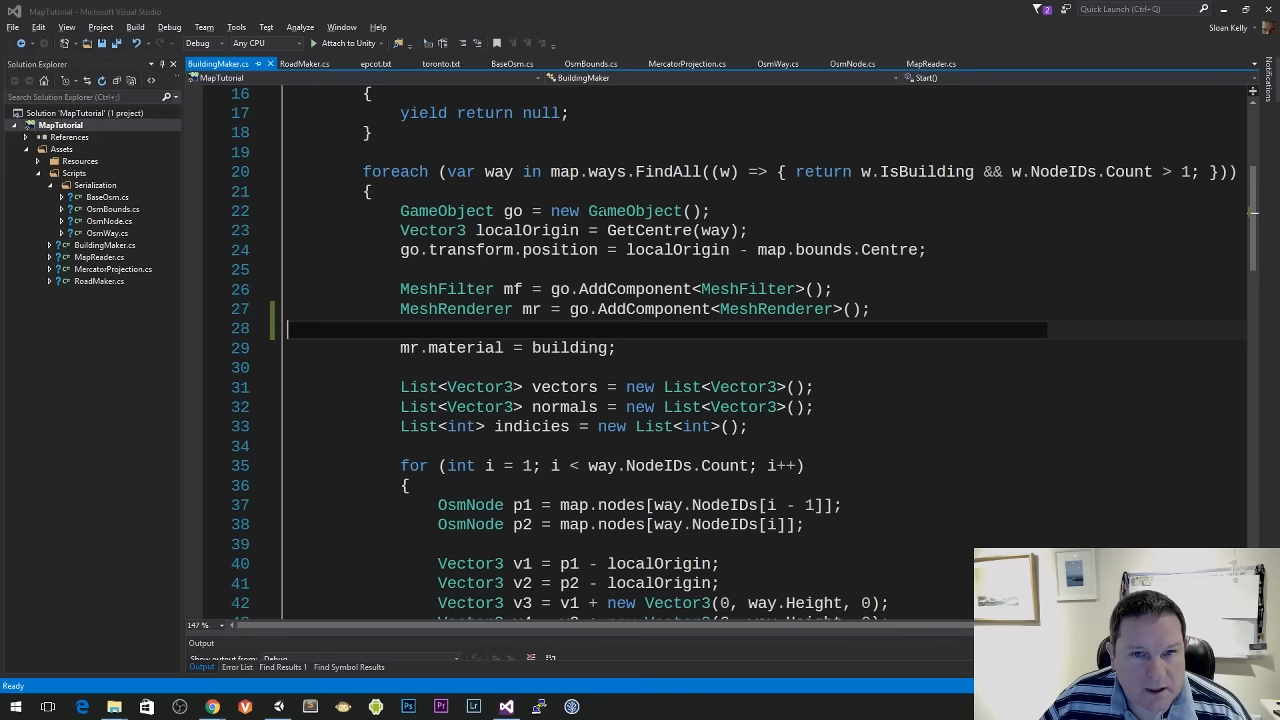 MapTutorial - Microsoft Visual Studio
2
Quick Launch (Ctrl+Q)
File Edit View Project Build Debug Team Tools Test Analyze Window Help
Sloan Kelly
Debug Any CPU Attach to Unity
Solution Explorer
BuildingMaker.cs RoadMaker.cs epcot.txt toronto.txt BaseOsm.cs OsmBounds.cs MercatorProjection.cs OsmWay.cs OsmNode.cs MapReader.cs
Notifications
MapTutorial BuildingMaker Start()
Search Solution Explorer (Ctrl+;)
Solution 'MapTutorial' (1 project)
MapTutorial
References
Assets
Resources
Scripts
Serialization
BaseOsm.cs
OsmBounds.cs
OsmNode.cs
OsmWay.cs
BuildingMaker.cs
MapReader.cs
MercatorProjection.cs
RoadMaker.cs
16 {
17 yield return null;
18 }
19
20 foreach (var way in map.ways.FindAll((w) => { return w.IsBuilding && w.NodeIDs.Count > 1; }))
21 {
22 GameObject go = new GameObject();
23 Vector3 localOrigin = GetCentre(way);
24 go.transform.position = localOrigin - map.bounds.Centre;
25
26 MeshFilter mf = go.AddComponent<MeshFilter>();
27 MeshRenderer mr = go.AddComponent<MeshRenderer>();
28
29 mr.material = building;
30
31 List<Vector3> vectors = new List<Vector3>();
32 List<Vector3> normals = new List<Vector3>();
33 List<int> indicies = new List<int>();
34
35 for (int i = 1; i < way.NodeIDs.Count; i++)
36 {
37 OsmNode p1 = map.nodes[way.NodeIDs[i - 1]];
38 OsmNode p2 = map.nodes[way.NodeIDs[i]];
39
40 Vector3 v1 = p1 - localOrigin;
41 Vector3 v2 = p2 - localOrigin;
42 Vector3 v3 = v1 + new Vector3(0, way.Height, 0);
147 %
Output
Show output from: Debug
Output Error List Find Results 1 Find Symbol Results
Ready